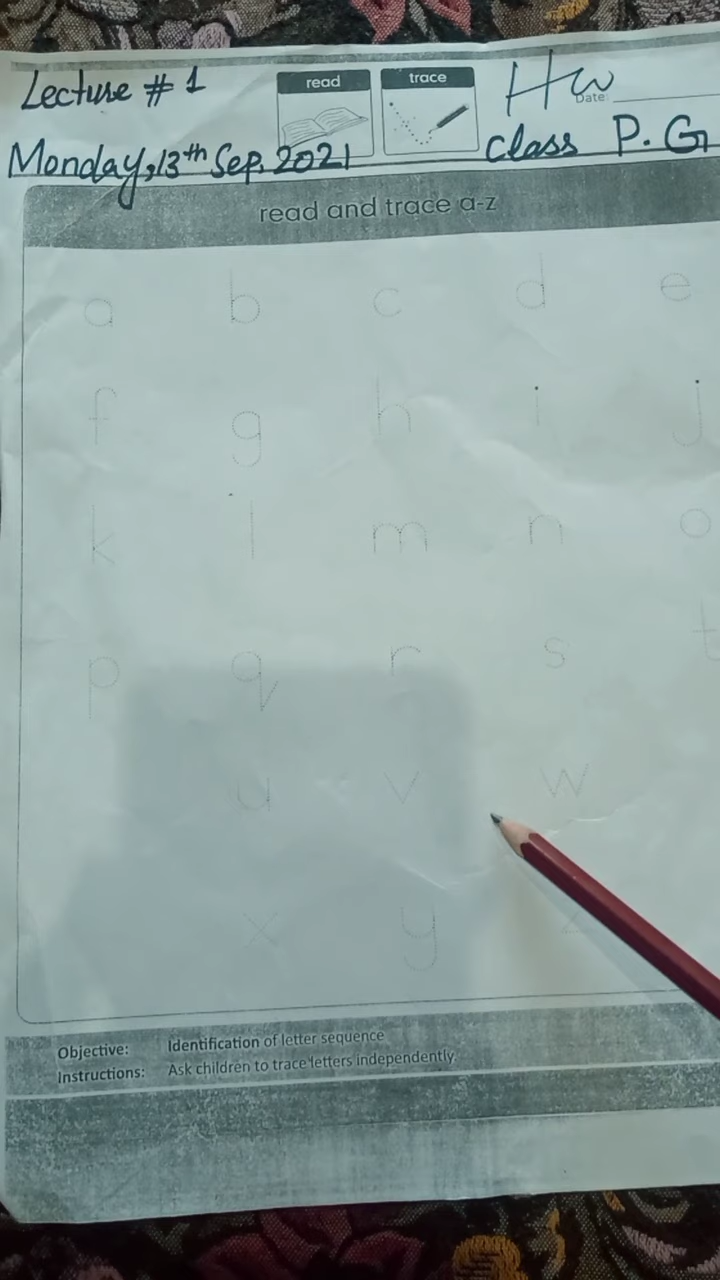 Lecture # 1
read
trace
HW
Date:
Monday, 13th Sep, 2021
Class P.G
read and trace a-z
a b c d e
f g h i j
k l m n o
p q r s t
u v w
x y z
Objective: Identification of letter sequence
Instructions: Ask children to trace letters independently.